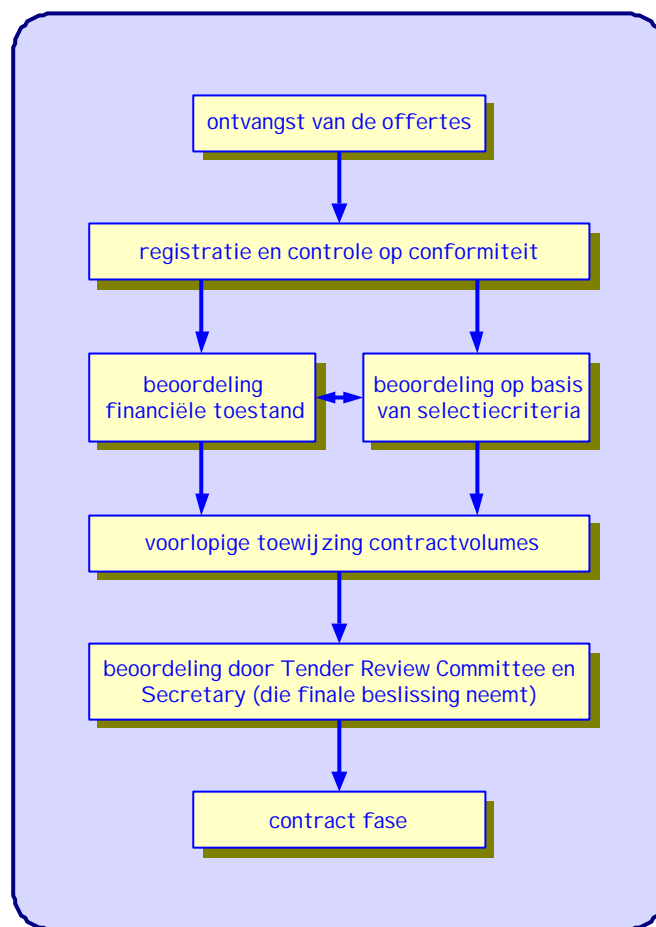 ontvangst van de offertes
registratie en controle op conformiteit
beoordeling
financiële toestand
beoordeling op basis
van selectiecriteria
voorlopige toewijzing contractvolumes
beoordeling door Tender Review Committee en
Secretary (die finale beslissing neemt)
contract fase